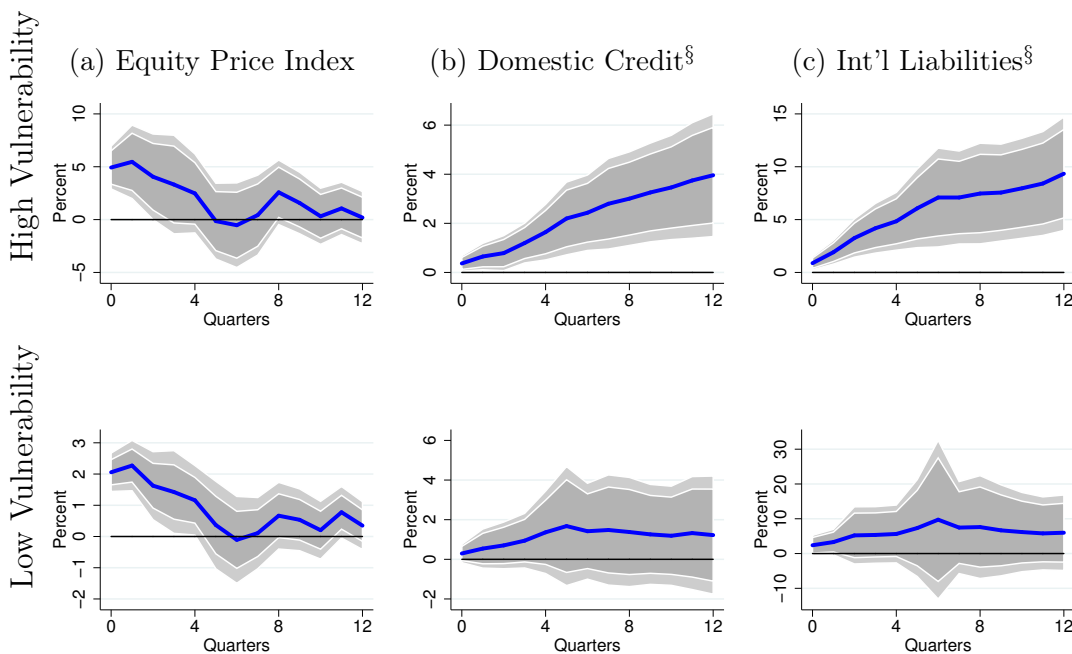 High Vulnerability
(a) Equity Price Index
(b) Domestic Credit§
(c) Int'l Liabilities§
Percent
10
5
0
−5
0 4 8 12
Quarters
Percent
6
4
2
0
0 4 8 12
Quarters
Percent
15
10
5
0
0 4 8 12
Quarters
Low Vulnerability
Percent
3
2
1
0
−1
−2
0 4 8 12
Quarters
Percent
6
4
2
0
−2
0 4 8 12
Quarters
Percent
30
20
10
0
−10
0 4 8 12
Quarters